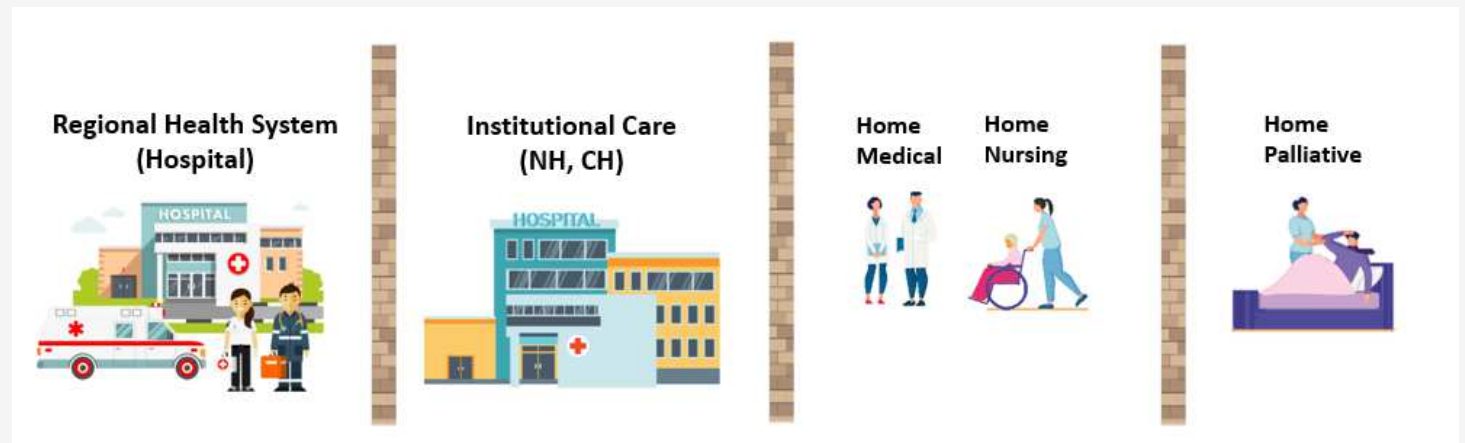 Regional Health System
(Hospital)
HOSPITAL
Institutional Care
(NH, CH)
HOSPITAL
Home
Medical
Home
Nursing
Home
Palliative